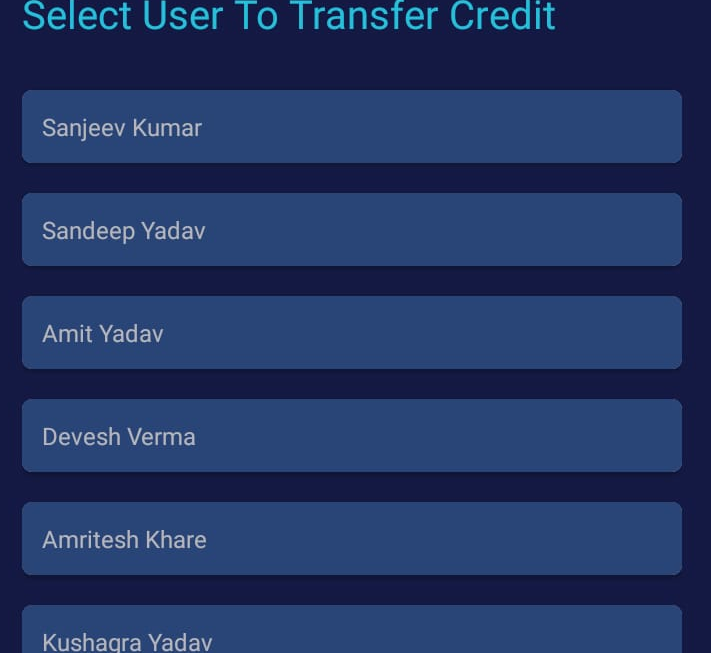 Select User To Transfer Credit
Sanjeev Kumar
Sandeep Yadav
Amit Yadav
Devesh Verma
Amritesh Khare
Kushagra Yadav